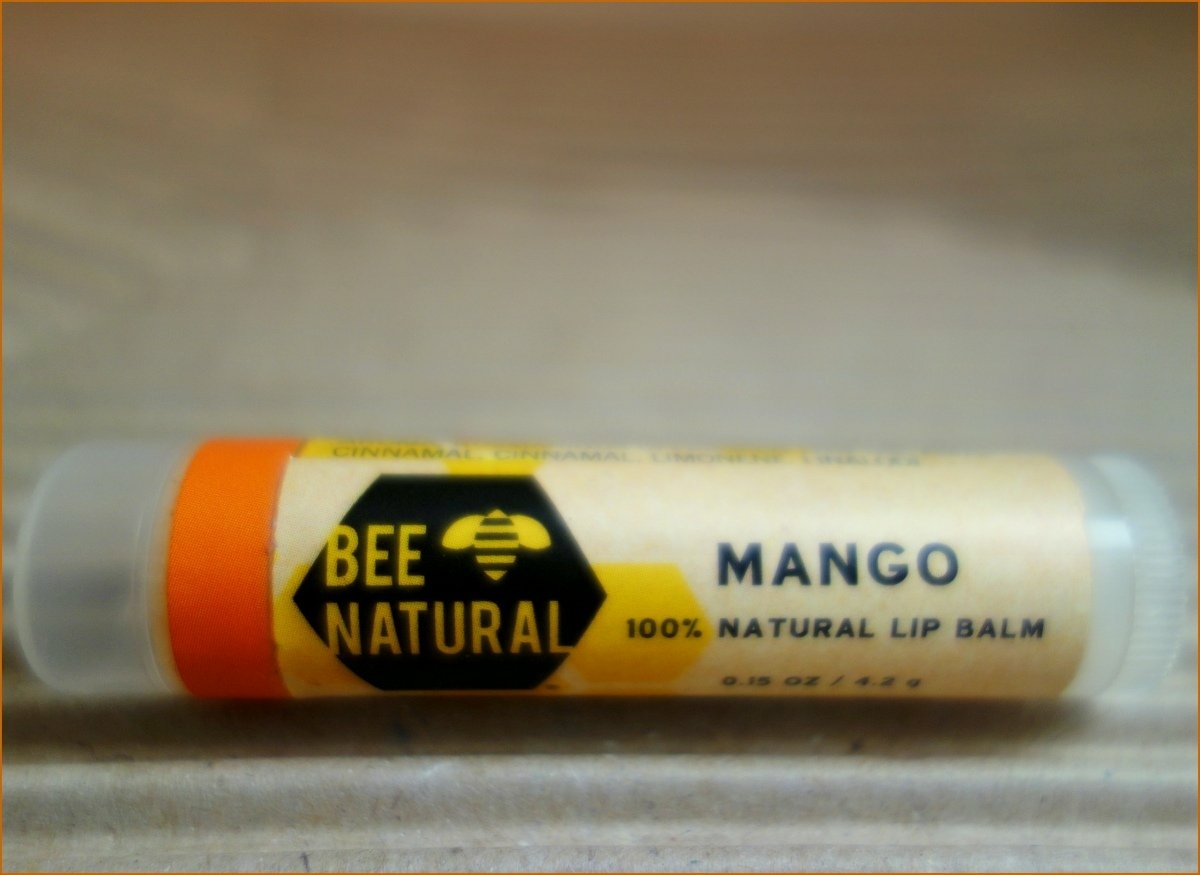 CINNAMAL, CINNAMAL, LIMONENE,
BEE
NATURAL
MANGO
100% NATURAL LIP BALM
0.15 OZ / 4.2 g